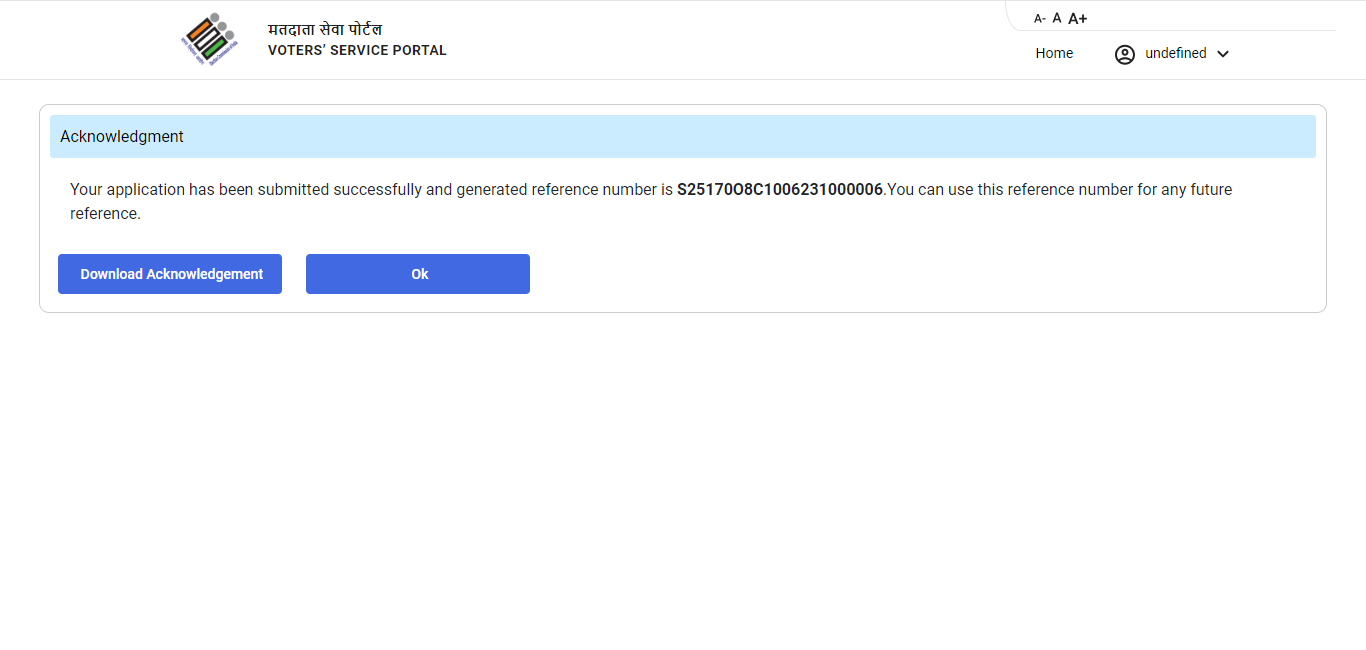 मतदाता सेवा पोर्टल
VOTERS’ SERVICE PORTAL
A- A A+
Home
undefined
Acknowledgment
Your application has been submitted successfully and generated reference number is S25170O8C1006231000006.You can use this reference number for any future
reference.
Download Acknowledgement
Ok